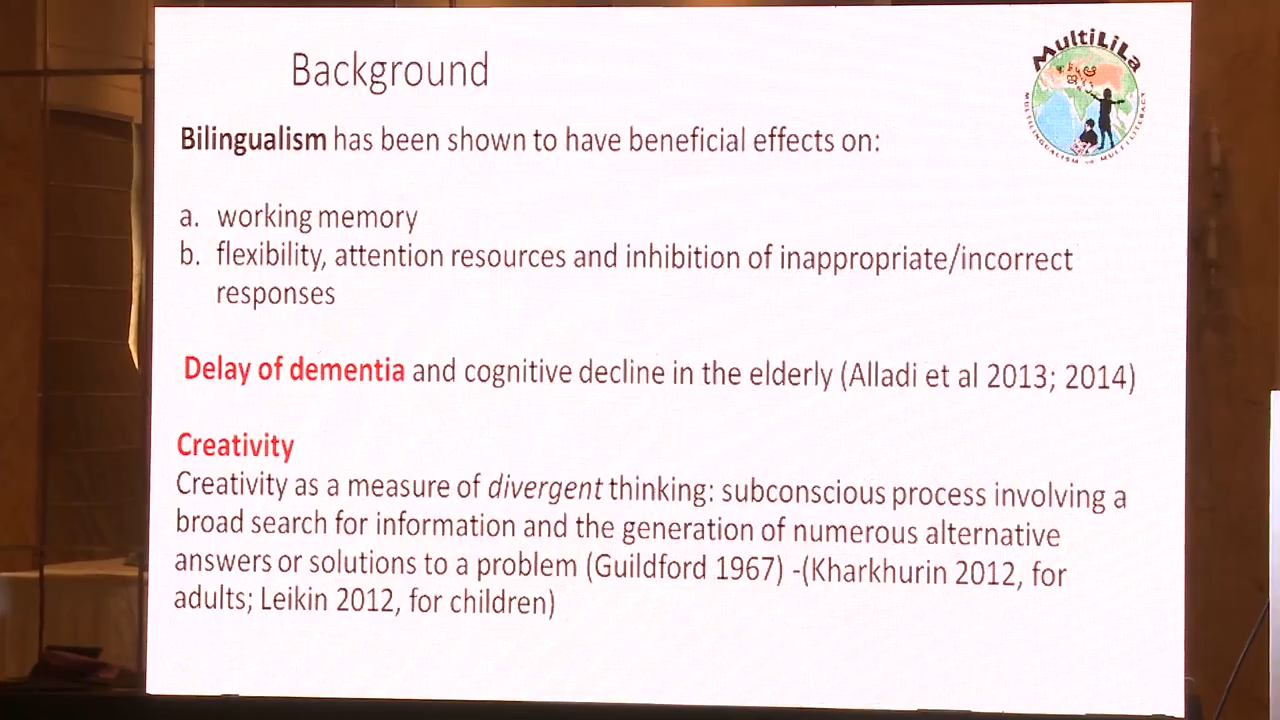 Background
MultiLiLa
MULTILINGUALISM
MULTILITERACY
Bilingualism has been shown to have beneficial effects on:
a. working memory
b. flexibility, attention resources and inhibition of inappropriate/incorrect
responses
Delay of dementia and cognitive decline in the elderly (Alladi et al 2013; 2014)
Creativity
Creativity as a measure of divergent thinking: subconscious process involving a
broad search for information and the generation of numerous alternative
answers or solutions to a problem (Guildford 1967) -(Kharkhurin 2012, for
adults; Leikin 2012, for children)